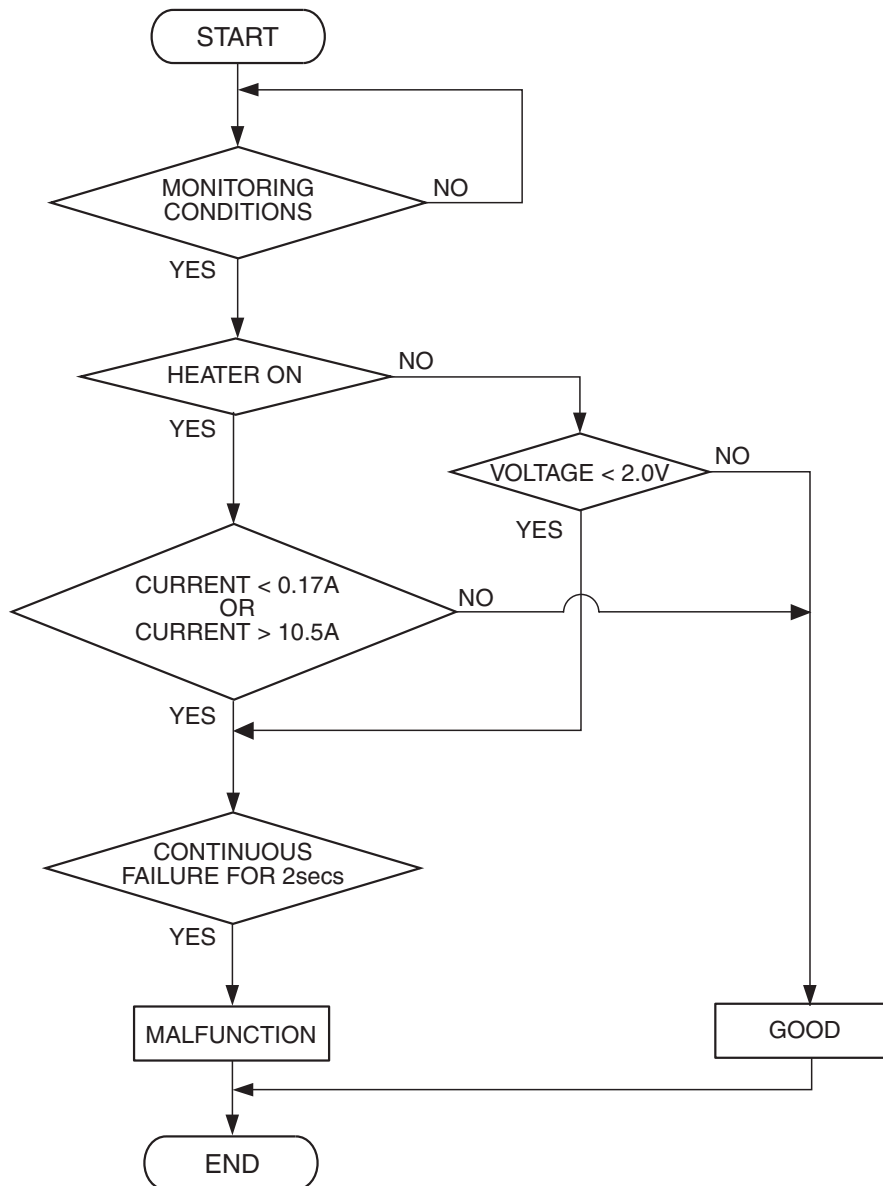 START
MONITORING
CONDITIONS
NO
YES
HEATER ON
NO
YES
VOLTAGE < 2.0V
NO
YES
CURRENT < 0.17A
OR
CURRENT > 10.5A
NO
YES
CONTINUOUS
FAILURE FOR 2secs
YES
MALFUNCTION
GOOD
END